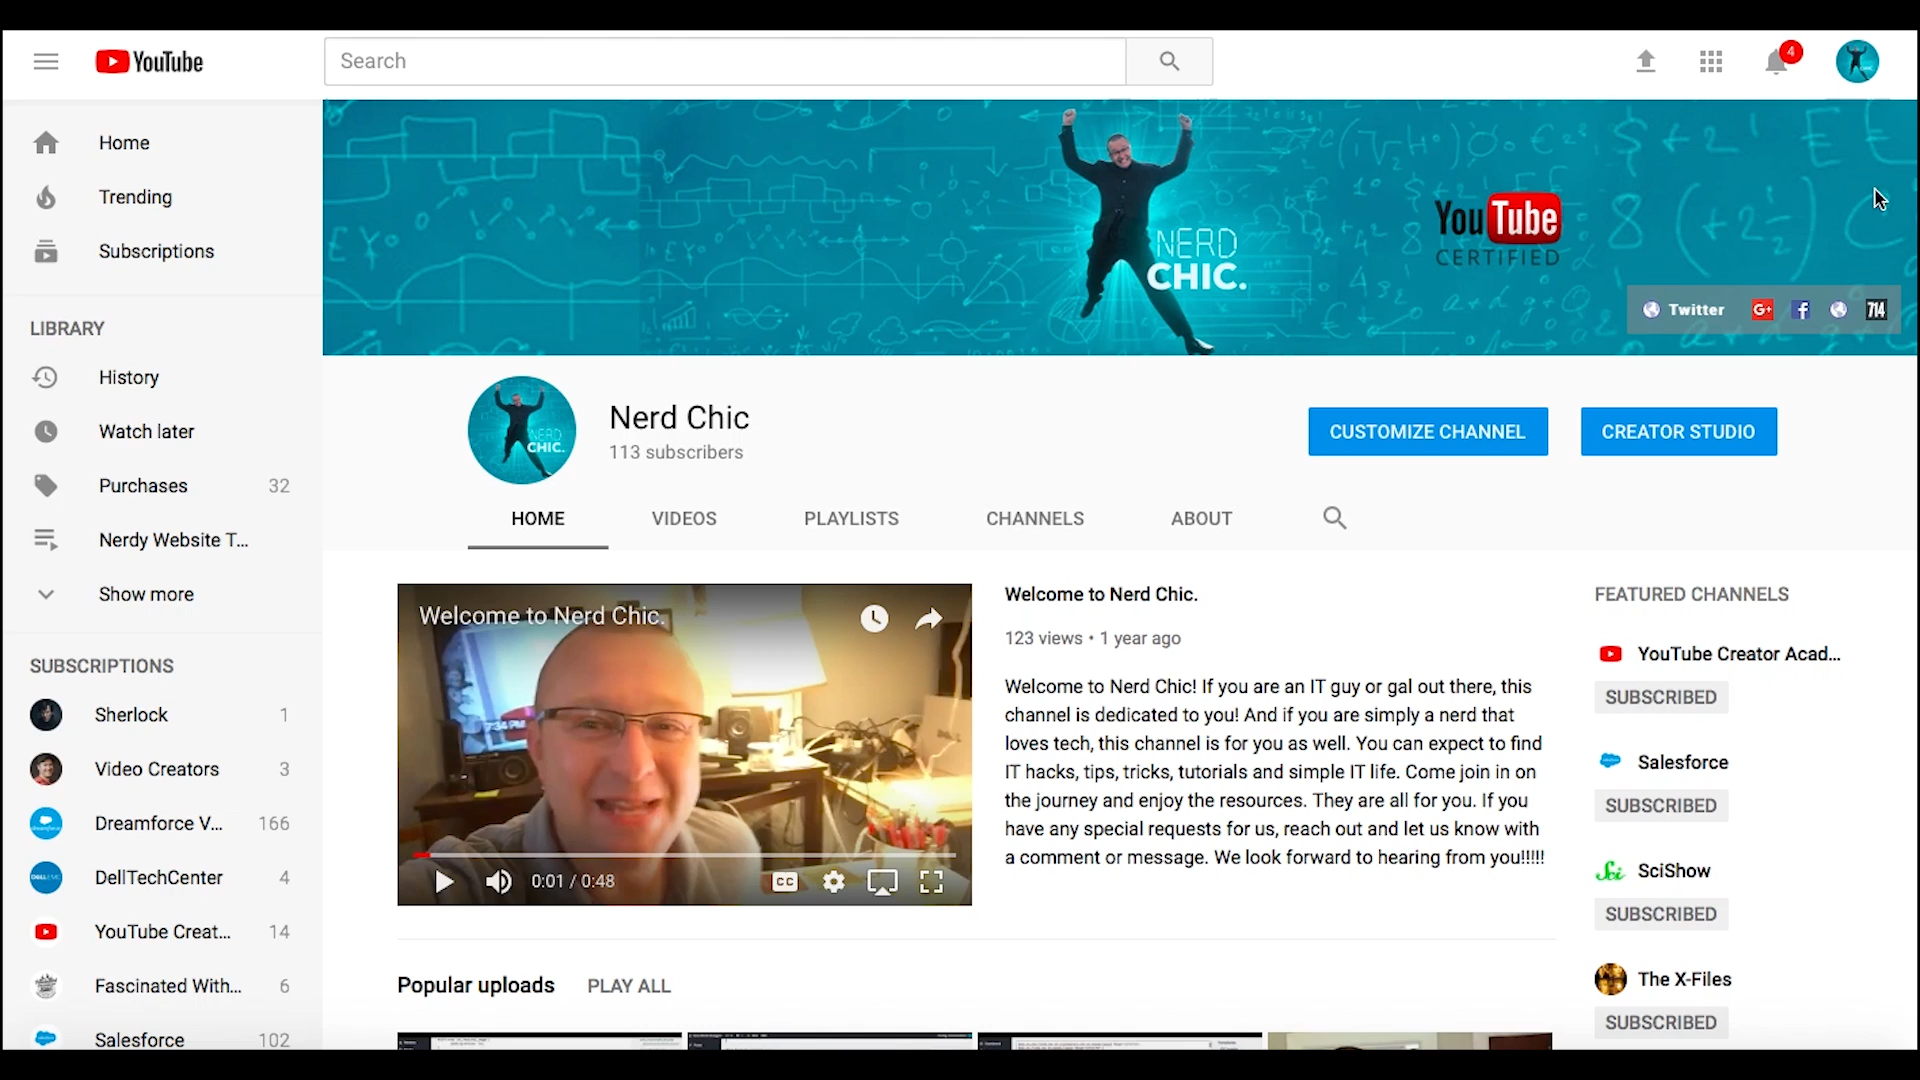 YouTube
Search
4
Home
Trending
Subscriptions
LIBRARY
History
Watch later
Purchases 32
Nerdy Website T...
Show more
SUBSCRIPTIONS
Sherlock 1
Video Creators 3
Dreamforce V... 166
DellTechCenter 4
YouTube Creat... 14
Fascinated With... 6
Salesforce 102
NERD
CHIC.
YouTube
CERTIFIED
Twitter G+ f 714
NERD
CHIC.
Nerd Chic
113 subscribers
CUSTOMIZE CHANNEL
CREATOR STUDIO
HOME VIDEOS PLAYLISTS CHANNELS ABOUT
Welcome to Nerd Chic.
7:34 PM
0:01 / 0:48
CC
Welcome to Nerd Chic.
123 views • 1 year ago
Welcome to Nerd Chic! If you are an IT guy or gal out there, this
channel is dedicated to you! And if you are simply a nerd that
loves tech, this channel is for you as well. You can expect to find
IT hacks, tips, tricks, tutorials and simple IT life. Come join in on
the journey and enjoy the resources. They are all for you. If you
have any special requests for us, reach out and let us know with
a comment or message. We look forward to hearing from you!!!!!
FEATURED CHANNELS
YouTube Creator Acad...
SUBSCRIBED
Salesforce
SUBSCRIBED
Sci SciShow
SUBSCRIBED
The X-Files
SUBSCRIBED
Popular uploads PLAY ALL